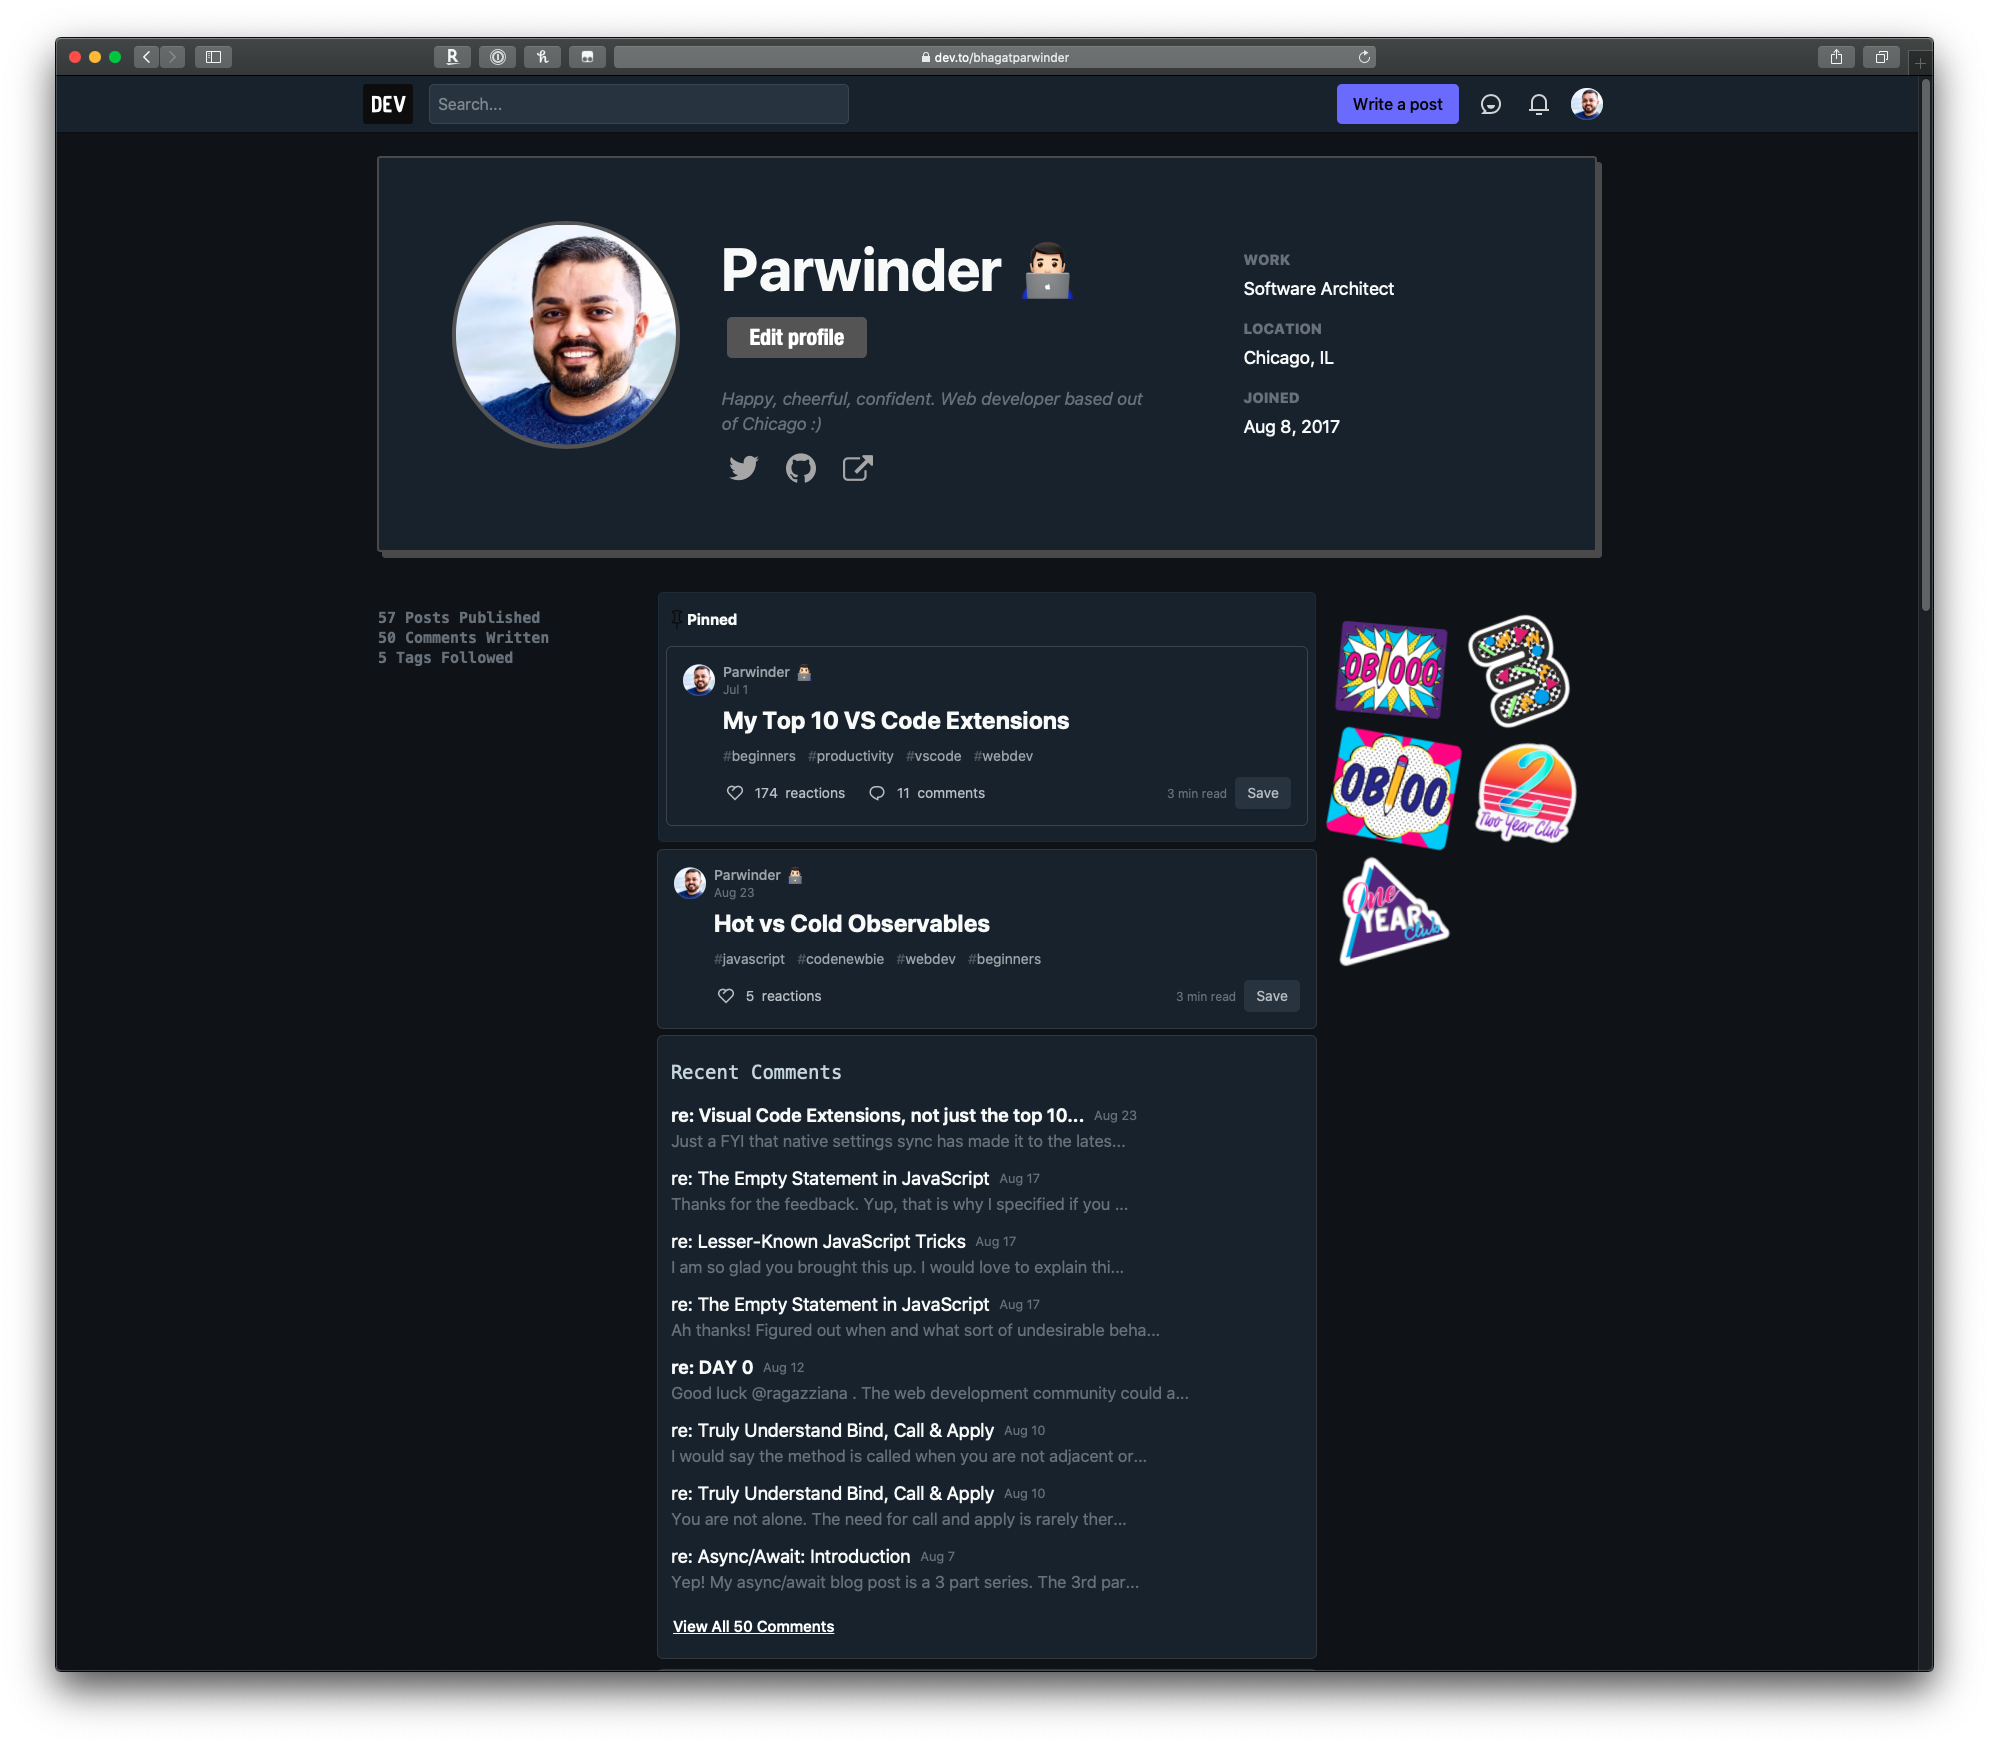 dev.to/bhagatparwinder
DEV
Search...
Write a post
Parwinder
Edit profile
Happy, cheerful, confident. Web developer based out
of Chicago :)
WORK
Software Architect
LOCATION
Chicago, IL
JOINED
Aug 8, 2017
57 Posts Published
50 Comments Written
5 Tags Followed
Pinned
Parwinder
Jul 1
My Top 10 VS Code Extensions
#beginners #productivity #vscode #webdev
174 reactions 11 comments 3 min read Save
Parwinder
Aug 23
Hot vs Cold Observables
#javascript #codenewbie #webdev #beginners
5 reactions 3 min read Save
Recent Comments
re: Visual Code Extensions, not just the top 10... Aug 23
Just a FYI that native settings sync has made it to the lates...
re: The Empty Statement in JavaScript Aug 17
Thanks for the feedback. Yup, that is why I specified if you ...
re: Lesser-Known JavaScript Tricks Aug 17
I am so glad you brought this up. I would love to explain thi...
re: The Empty Statement in JavaScript Aug 17
Ah thanks! Figured out when and what sort of undesirable beha...
re: DAY 0 Aug 12
Good luck @ragazziana . The web development community could a...
re: Truly Understand Bind, Call & Apply Aug 10
I would say the method is called when you are not adjacent or...
re: Truly Understand Bind, Call & Apply Aug 10
You are not alone. The need for call and apply is rarely ther...
re: Async/Await: Introduction Aug 7
Yep! My async/await blog post is a 3 part series. The 3rd par...
View All 50 Comments
OB1000
3
OB100
2
Two Year Club
One
YEAR
Club